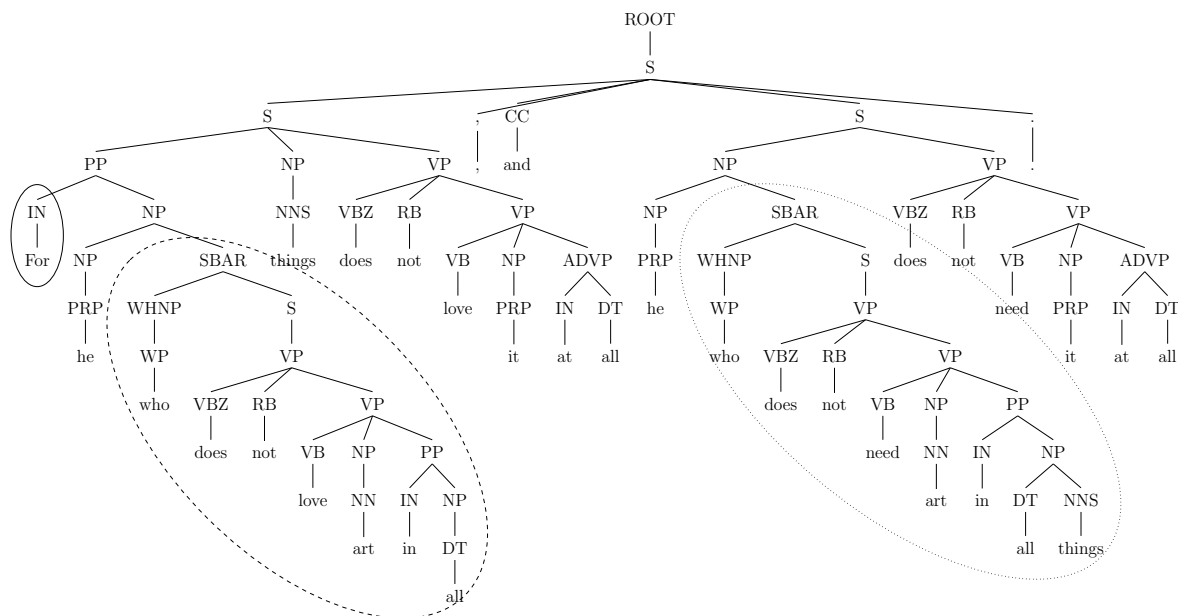 ROOT
S
S , CC S .
PP NP VP , and NP VP .
IN NP NNS VBZ RB VP NP SBAR VBZ RB VP
For NP SBAR things does not VB NP ADVP PRP WHNP S does not VB NP ADVP
PRP WHNP S love PRP IN DT he WP VP need PRP IN DT
he WP VP it at all who VBZ RB VP it at all
who VBZ RB VP does not VB NP PP
does not VB NP PP need NN IN NP
love NN IN NP art in DT NNS
art in DT all things
all